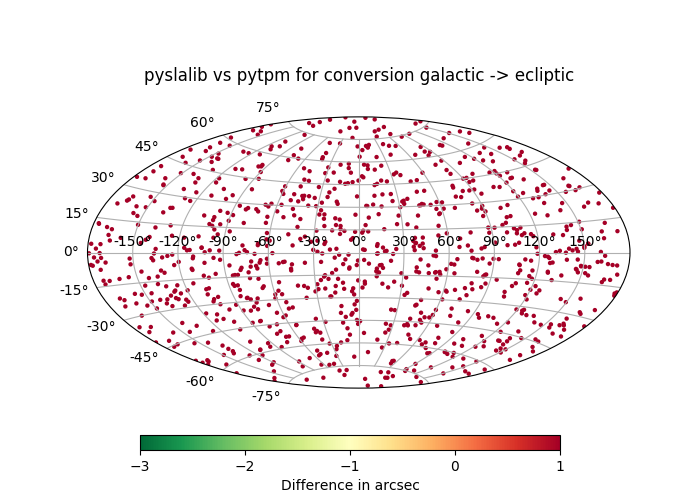 pyslalib vs pytpm for conversion galactic -> ecliptic
75°
60°
45°
30°
15°
0°
-150° -120° -90° -60° -30° 0° 30° 60° 90° 120° 150°
-15°
-30°
-45°
-60°
-75°
−3 −2 −1 0 1
Difference in arcsec